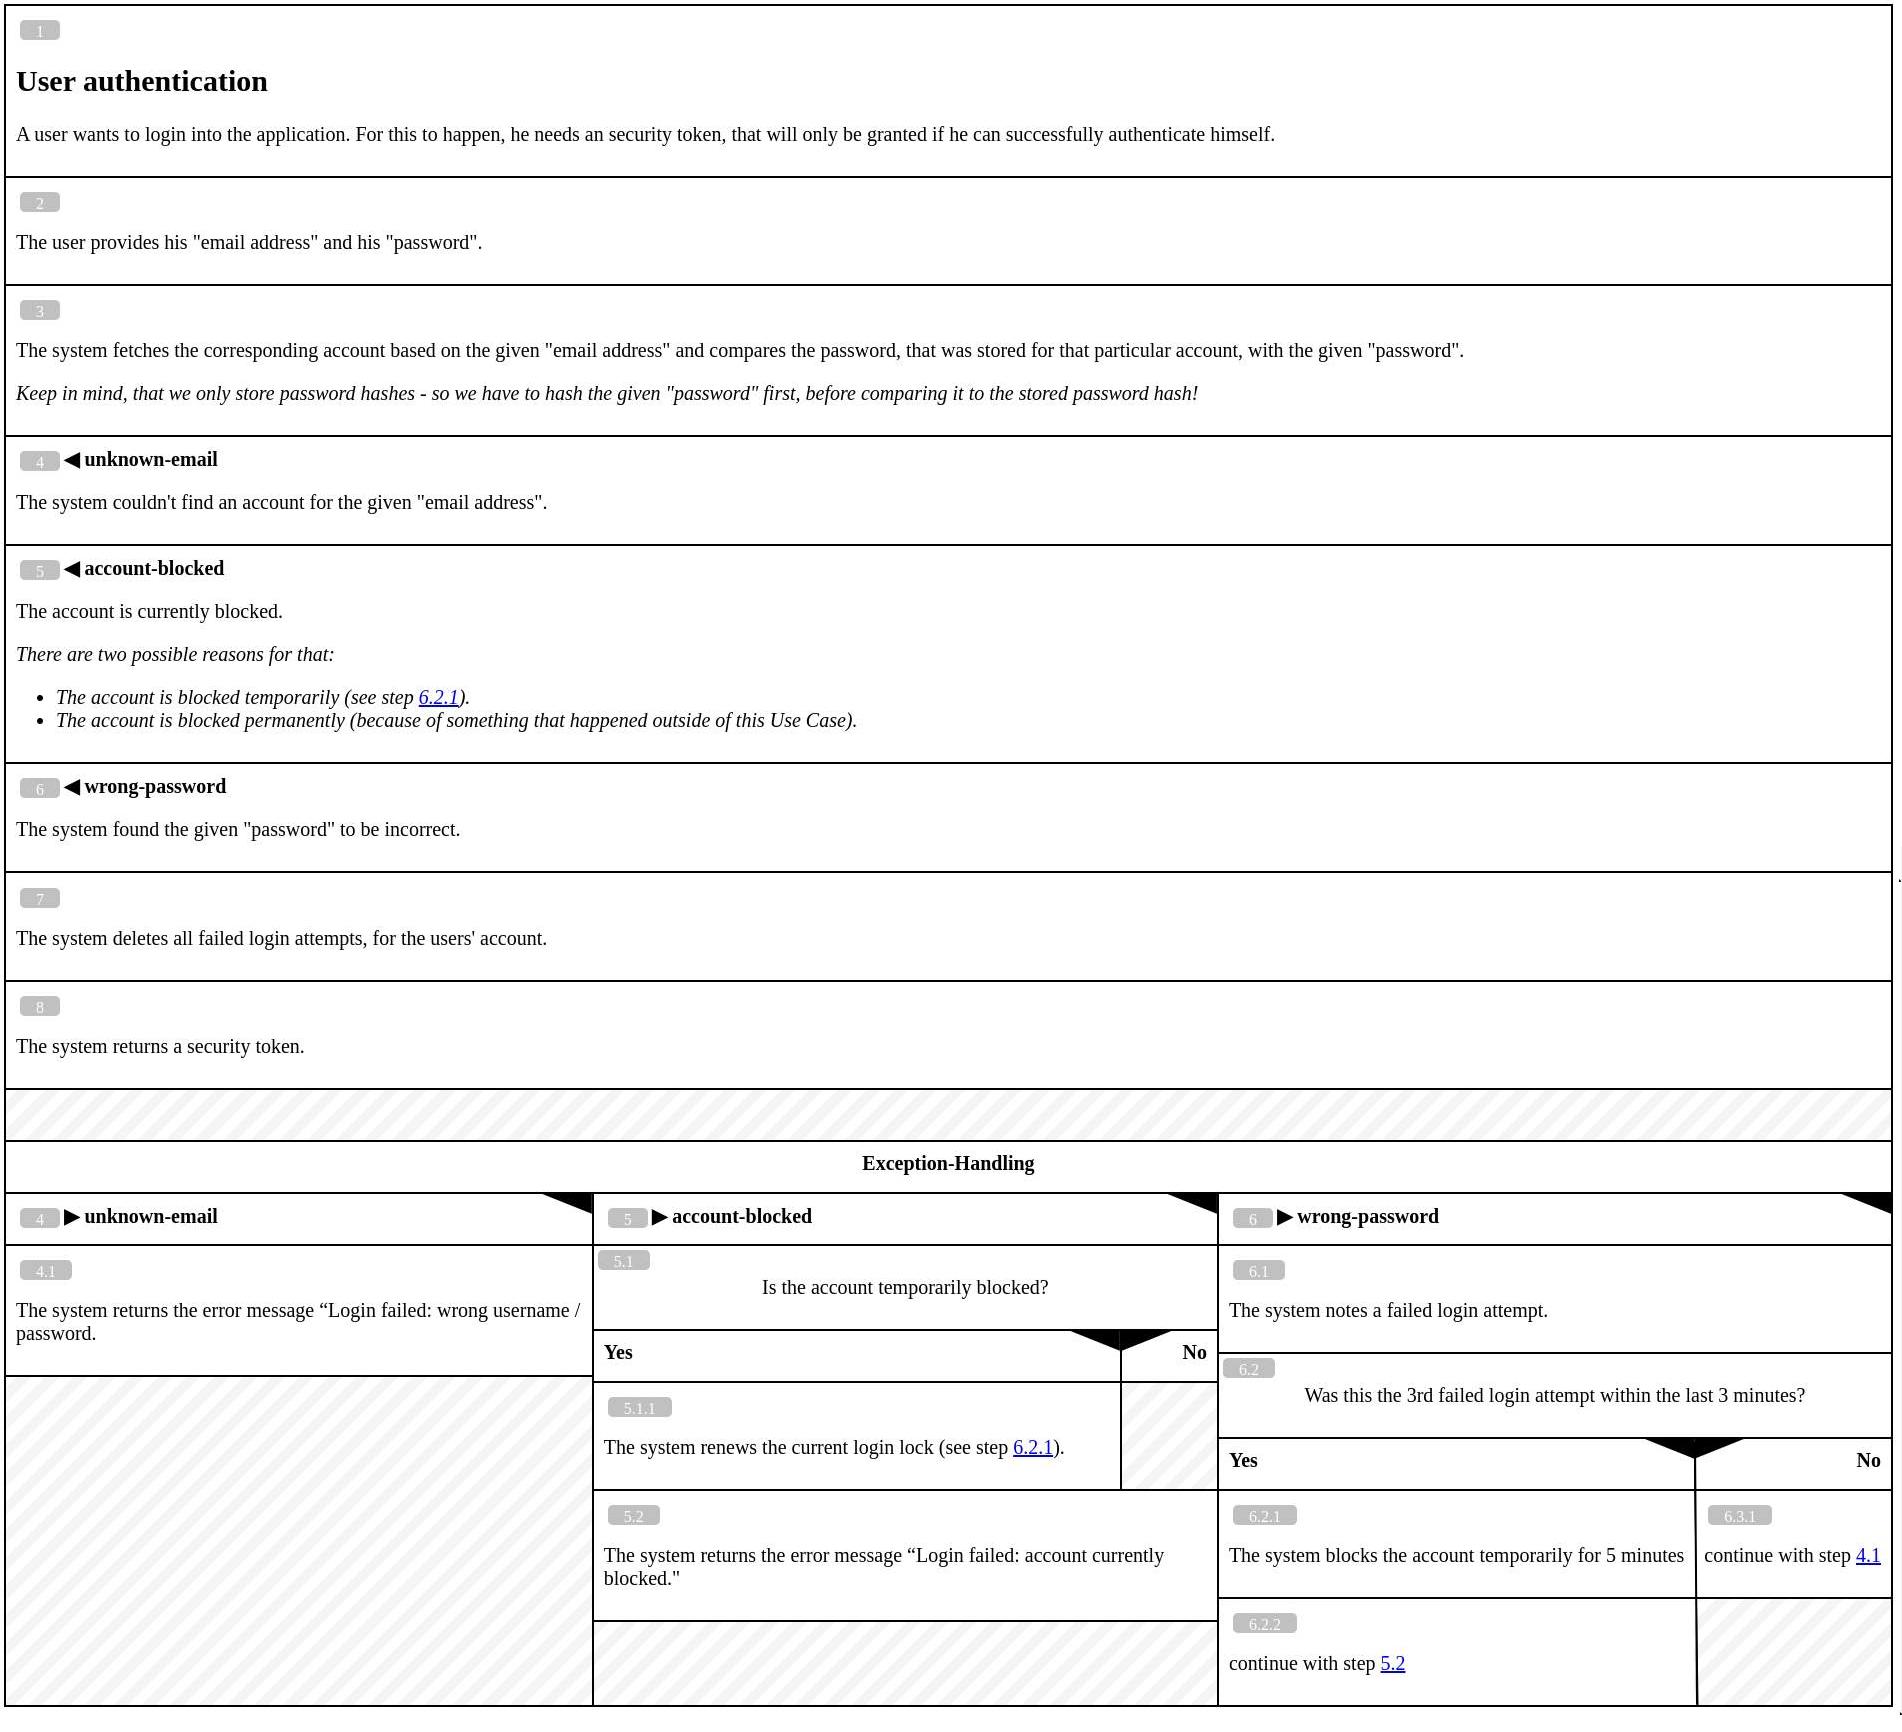 1
User authentication
A user wants to login into the application. For this to happen, he needs an security token, that will only be granted if he can successfully authenticate himself.
2
The user provides his "email address" and his "password".
3
The system fetches the corresponding account based on the given "email address" and compares the password, that was stored for that particular account, with the given "password".
Keep in mind, that we only store password hashes - so we have to hash the given "password" first, before comparing it to the stored password hash!
4 ◀ unknown-email
The system couldn't find an account for the given "email address".
5 ◀ account-blocked
The account is currently blocked.
There are two possible reasons for that:
• The account is blocked temporarily (see step 6.2.1).
• The account is blocked permanently (because of something that happened outside of this Use Case).
6 ◀ wrong-password
The system found the given "password" to be incorrect.
7
The system deletes all failed login attempts, for the users' account.
8
The system returns a security token.
Exception-Handling
4 ▶ unknown-email
4.1
The system returns the error message “Login failed: wrong username /
password.
5 ▶ account-blocked
5.1
Is the account temporarily blocked?
Yes
No
5.1.1
The system renews the current login lock (see step 6.2.1).
5.2
The system returns the error message “Login failed: account currently
blocked."
6 ▶ wrong-password
6.1
The system notes a failed login attempt.
6.2
Was this the 3rd failed login attempt within the last 3 minutes?
Yes
No
6.2.1
The system blocks the account temporarily for 5 minutes
6.2.2
continue with step 5.2
6.3.1
continue with step 4.1